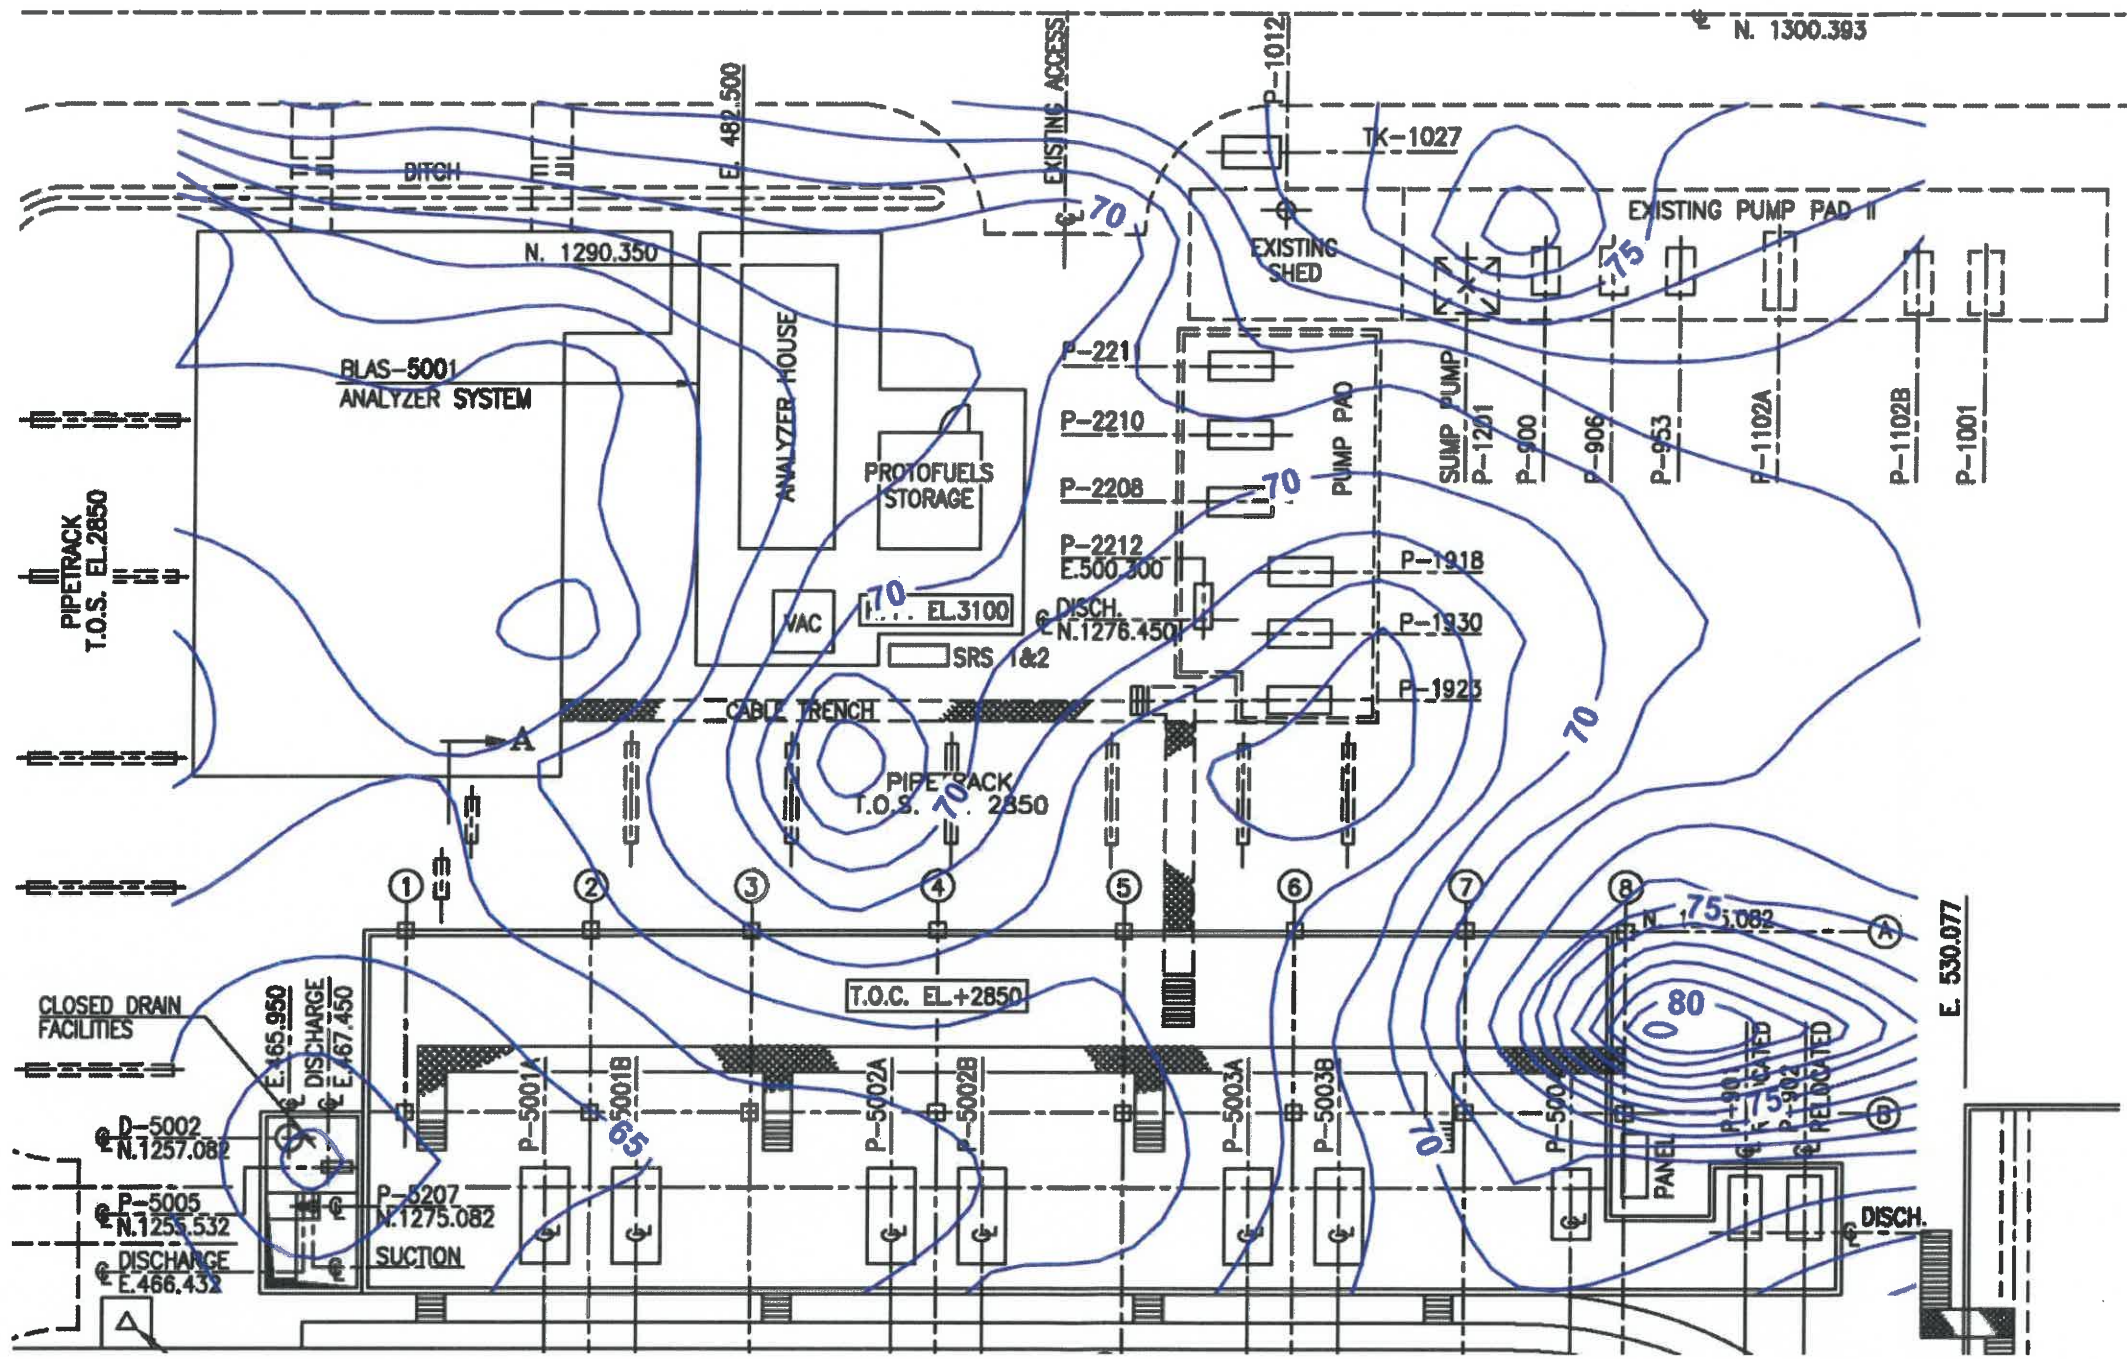 N. 1300.393
E. 482.500
EXISTING ACCESS
P-1012
TK-1027
DITCH
70
EXISTING PUMP PAD II
N. 1290.350
EXISTING
SHED
75
BLAS-5001
ANALYZER SYSTEM
ANALYZER HOUSE
P-2211
P-2210
P-2208
P-2212
E.500.300
DISCH.
N.1276.450
PUMP PAD
SUMP PUMP
P-1201
P-900
P-906
P-953
P-1102A
P-1102B
P-1001
PROTOFUELS
STORAGE
70
PIPETRACK
T.O.S. EL.2850
P-1918
P-1930
P-1923
70
EL.3100
VAC
SRS 1&2
CABLE TRENCH
A
70
PIPETRACK
T.O.S. 2850
70
1
2
3
4
5
6
7
8
75
A
E. 530.077
T.O.C. EL.+2850
80
CLOSED DRAIN
FACILITIES
E.465.950
DISCHARGE
E.467.450
P-5001A
P-5001B
P-5002A
P-5002B
P-5003A
P-5003B
P-901
P-902
RELOCATED
75
B
65
70
PANEL
D-5002
N.1257.082
P-5005
N.1255.532
DISCHARGE
E.466.432
P-5207
N.1275.082
SUCTION
DISCH.